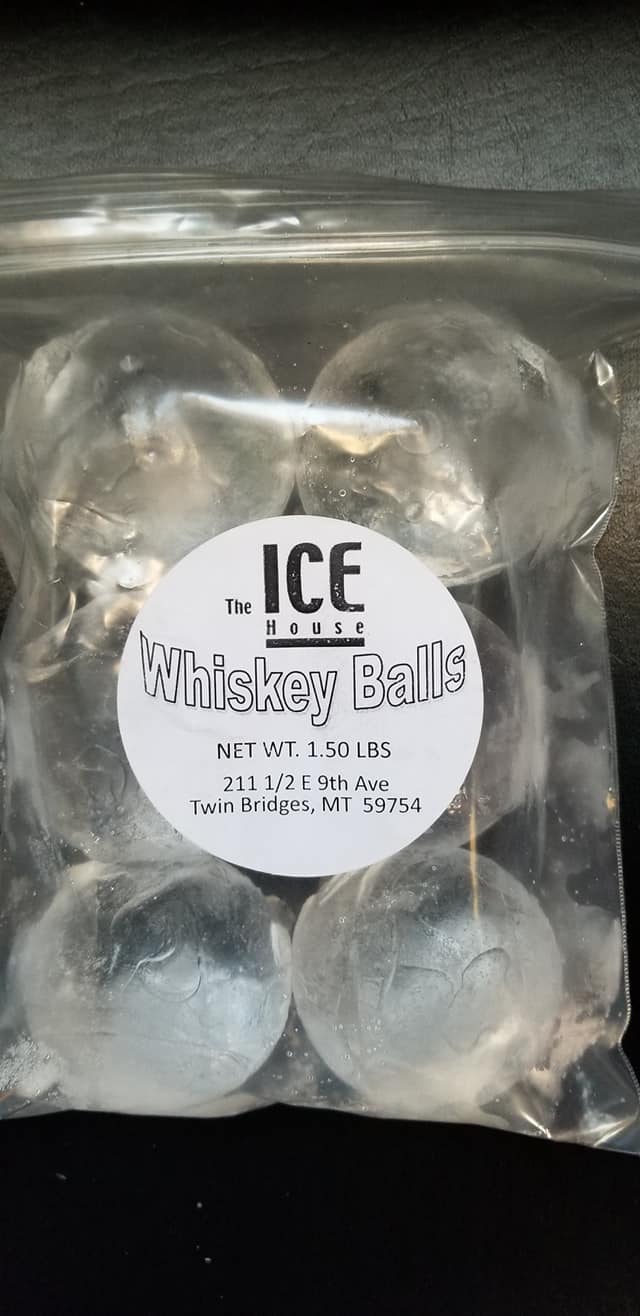 The ICE
House
Whiskey Balls
NET WT. 1.50 LBS
211 1/2 E 9th Ave
Twin Bridges, MT 59754